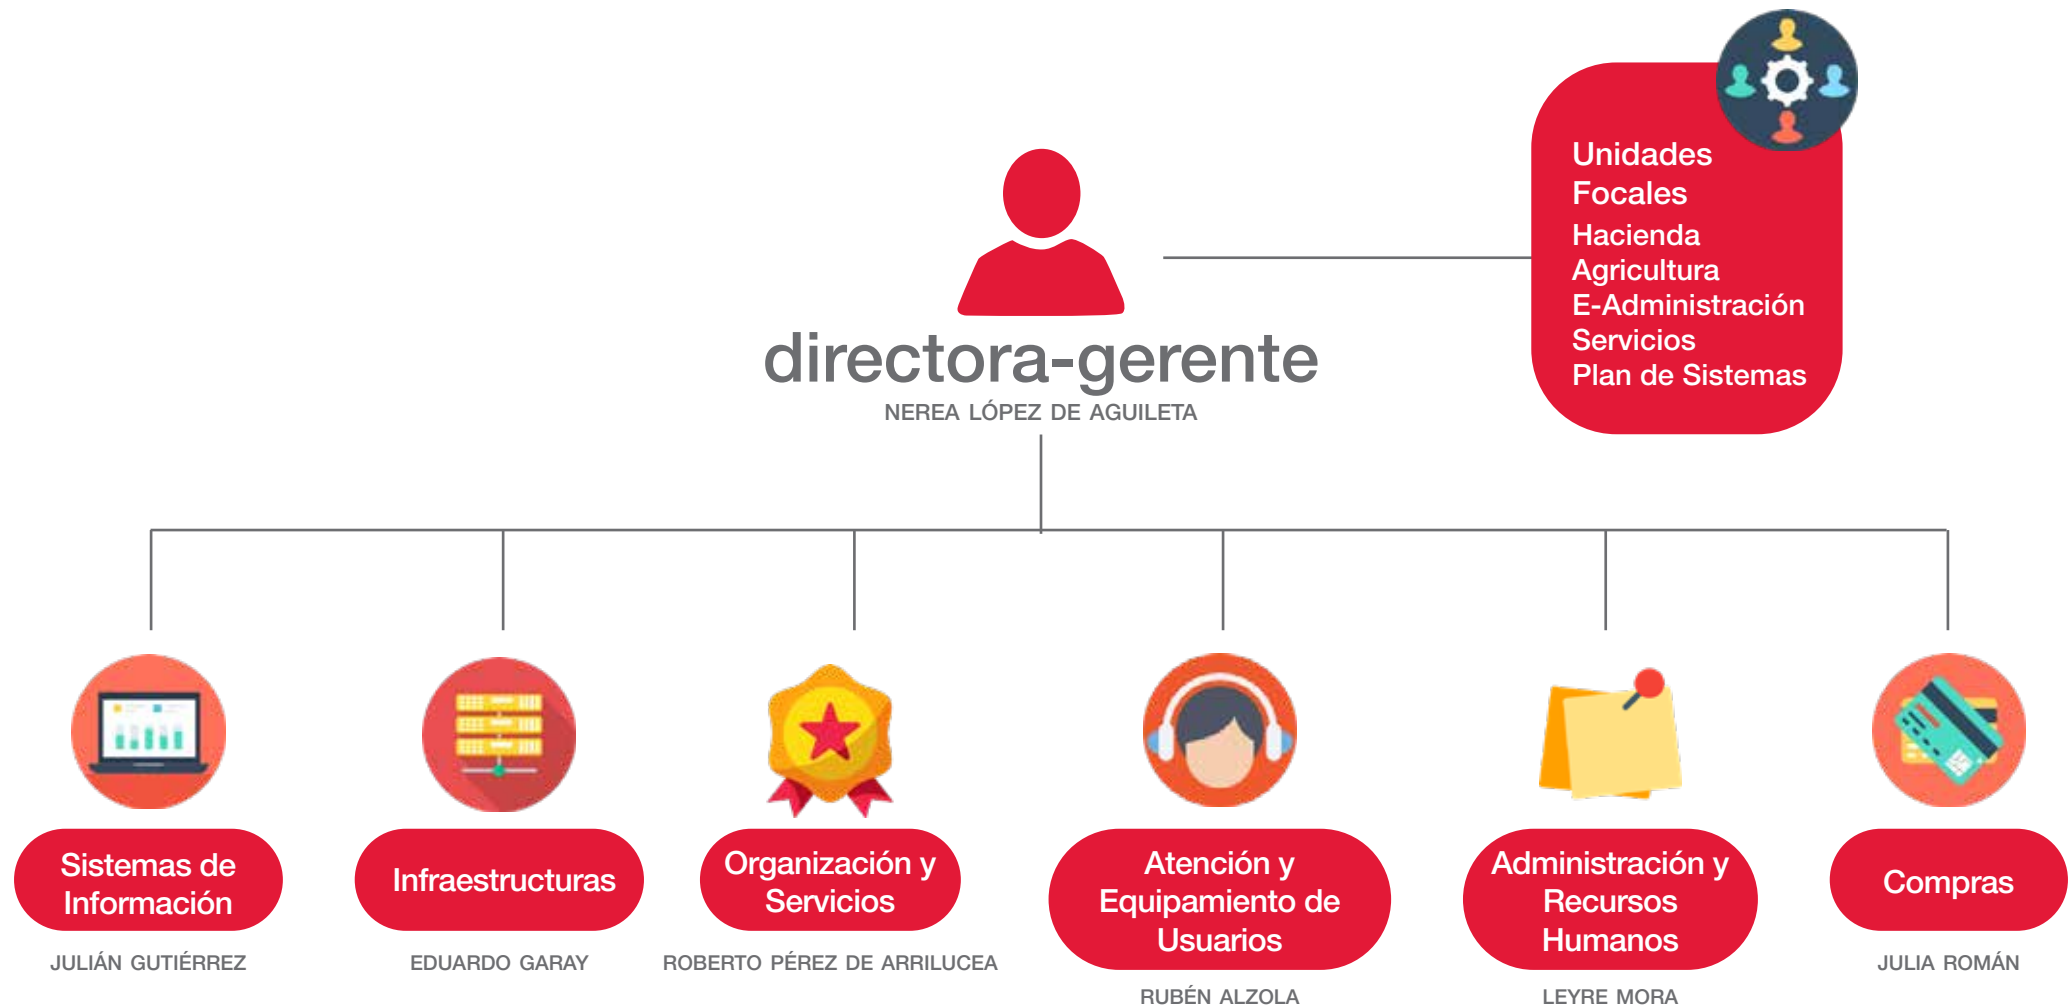 Unidades
Focales
Hacienda
Agricultura
E-Administración
Servicios
Plan de Sistemas
directora-gerente
NEREA LÓPEZ DE AGUILETA
Sistemas de
Información
JULIÁN GUTIÉRREZ
Infraestructuras
EDUARDO GARAY
Organización y
Servicios
ROBERTO PÉREZ DE ARRILUCEA
Atención y
Equipamiento de
Usuarios
RUBÉN ALZOLA
Administración y
Recursos
Humanos
LEYRE MORA
Compras
JULIA ROMÁN